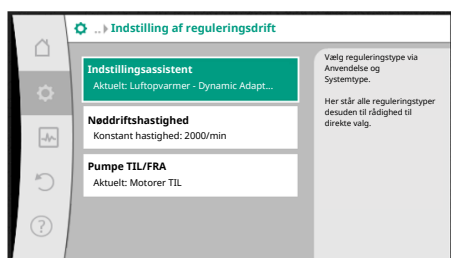 ..▶ Indstilling af reguleringsdrift
Indstillingsassistent
Aktuelt: Luftopvarmer - Dynamic Adapt...
Nøddriftshastighed
Konstant hastighed: 2000/min
Pumpe TIL/FRA
Aktuelt: Motorer TIL
Vælg reguleringstype via
Anvendelse og
Systemtype.
Her står alle reguleringstyper
desuden til rådighed til
direkte valg.
?